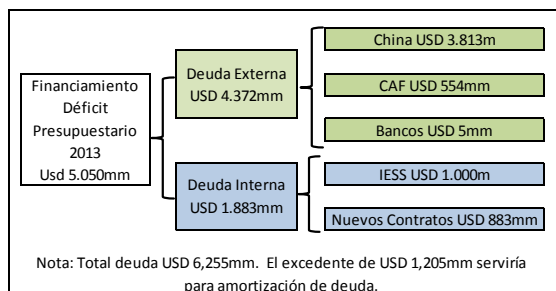 Financiamiento
Déficit
Presupuestario
2013
Usd 5.050mm
Deuda Externa
USD 4.372mm
China USD 3.813m
CAF USD 554mm
Bancos USD 5mm
Deuda Interna
USD 1.883mm
IESS USD 1.000m
Nuevos Contratos USD 883mm
Nota: Total deuda USD 6,255mm.  El excedente de USD 1,205mm serviría
para amortización de deuda.